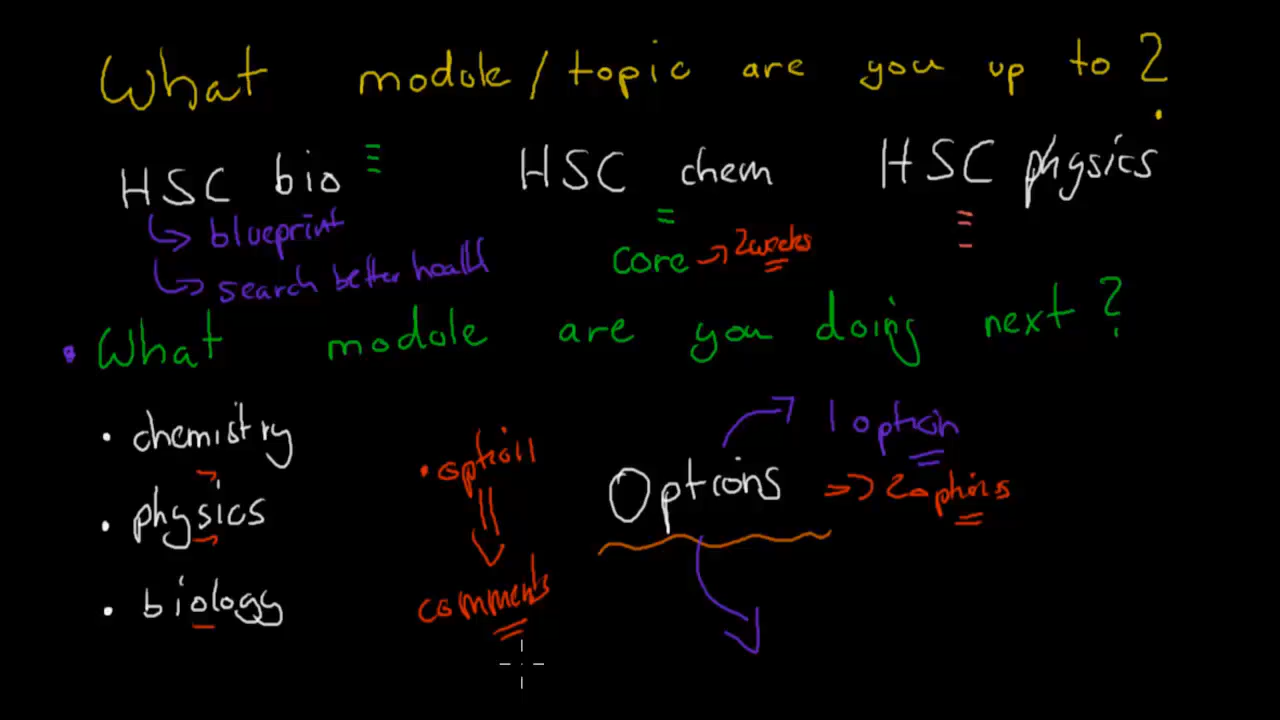 What module/topic are you up to?
HSC bio HSC chem HSC physics
blueprint
search better health
core → 2 weeks
• What module are you doing next?
• chemistry
• physics
• biology
• option
comments
Options
1 option
2 options